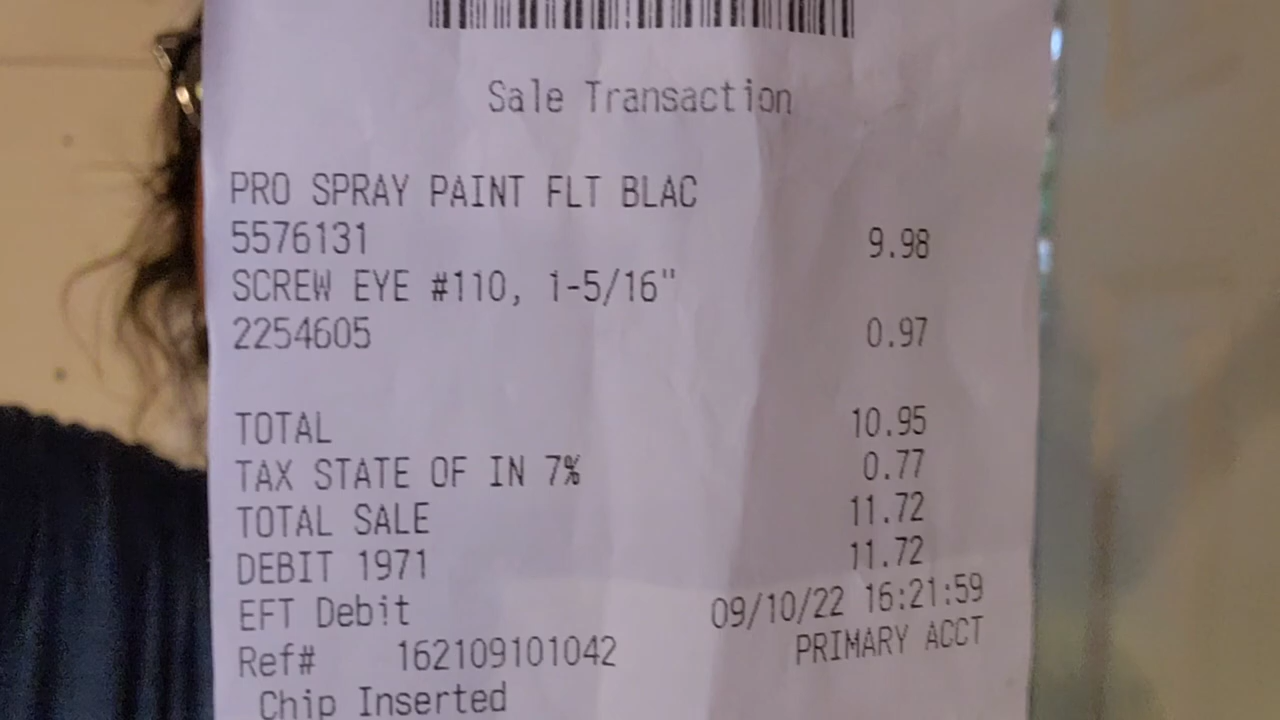 Sale Transaction
PRO SPRAY PAINT FLT BLAC
5576131 9.98
SCREW EYE #110, 1-5/16"
2254605 0.97
TOTAL 10.95
TAX STATE OF IN 7% 0.77
TOTAL SALE 11.72
DEBIT 1971 11.72
EFT Debit 09/10/22 16:21:59
Ref# 162109101042 PRIMARY ACCT
Chip Inserted